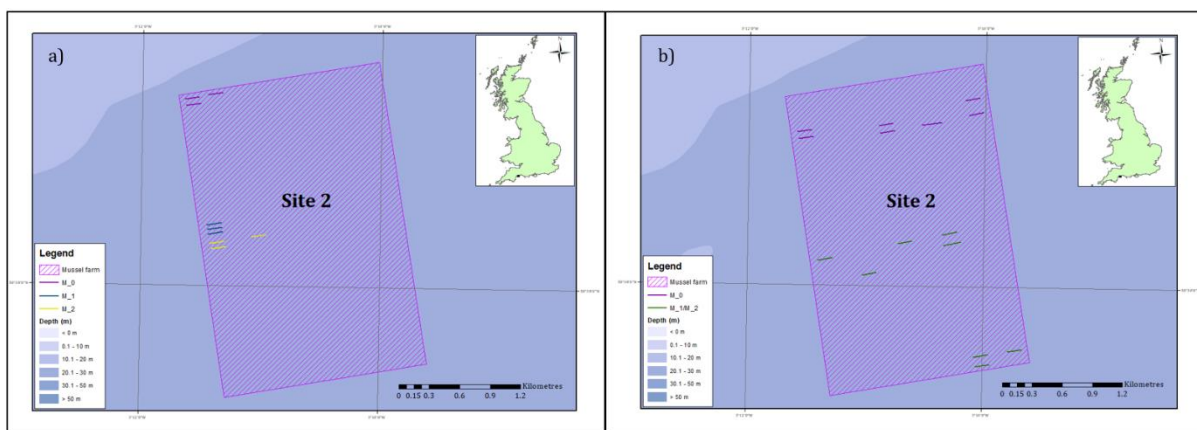 a)
N
Site 2
Legend
Mussel farm
M_0
M_1
M_2
Depth (m)
< 0 m
0.1 - 10 m
10.1 - 20 m
20.1 - 30 m
30.1 - 50 m
> 50 m
Kilometres
0 0.15 0.3 0.6 0.9 1.2
b)
N
Site 2
Legend
Mussel farm
M_0
M_1/M_2
Depth (m)
< 0 m
0.1 - 10 m
10.1 - 20 m
20.1 - 30 m
30.1 - 50 m
> 50 m
Kilometres
0 0.15 0.3 0.6 0.9 1.2